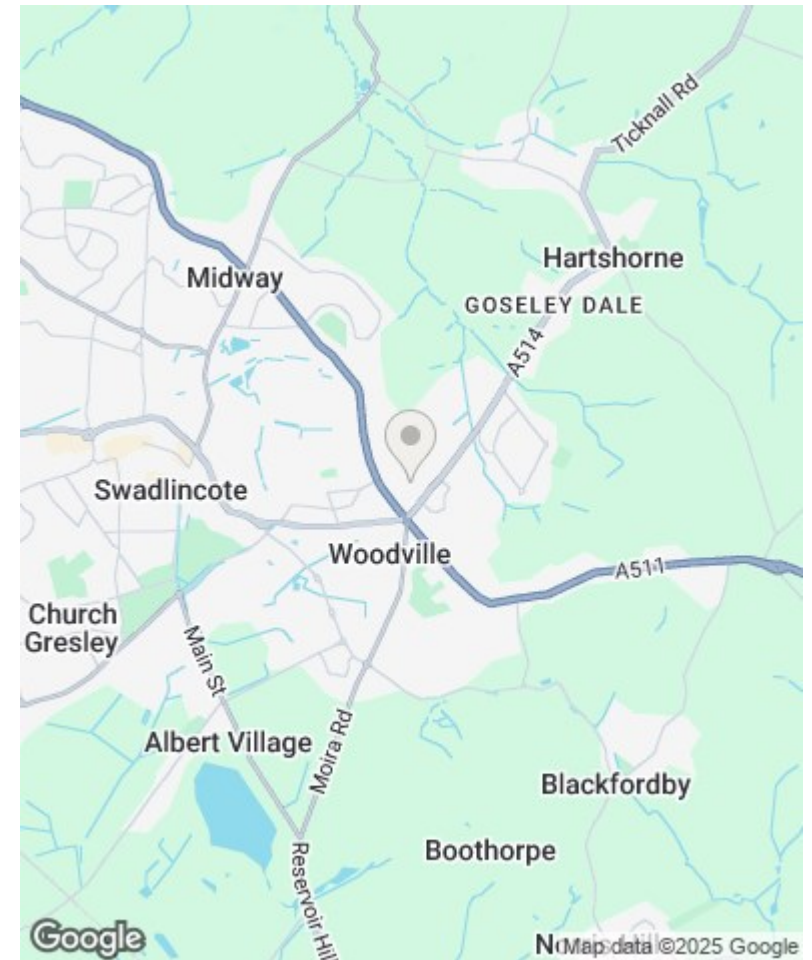 Ticknall Rd
Hartshorne
Midway
GOSELEY DALE
A514
Swadlincote
Woodville
A511
Church
Gresley
Main St
Albert Village
Moira Rd
Blackfordby
Boothorpe
Reservoir Hill
Google
Map data ©2025 Google